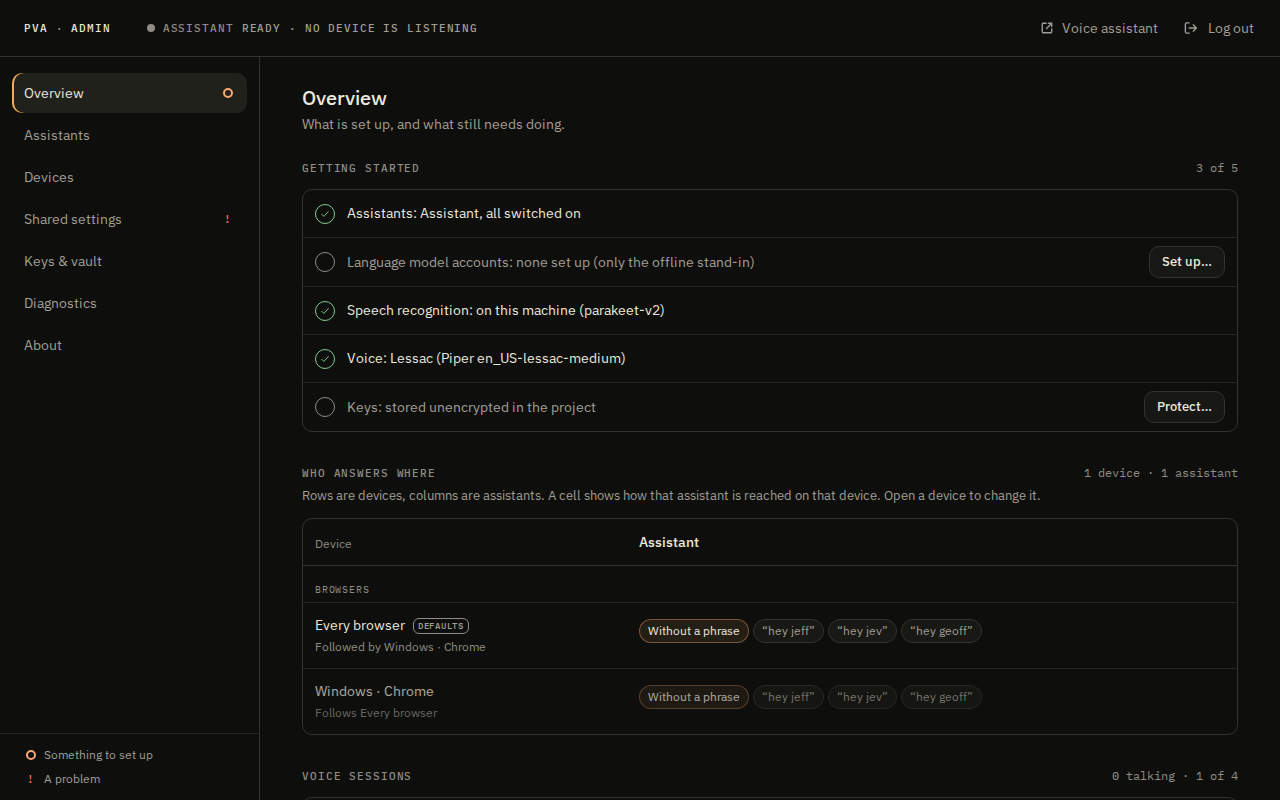 PVA · ADMIN
ASSISTANT READY · NO DEVICE IS LISTENING
Voice assistant
Log out
Overview
Assistants
Devices
Shared settings !
Keys & vault
Diagnostics
About
Something to set up
! A problem
Overview
What is set up, and what still needs doing.
GETTING STARTED 3 of 5
Assistants: Assistant, all switched on
Language model accounts: none set up (only the offline stand-in) Set up…
Speech recognition: on this machine (parakeet-v2)
Voice: Lessac (Piper en_US-lessac-medium)
Keys: stored unencrypted in the project Protect…
WHO ANSWERS WHERE 1 device · 1 assistant
Rows are devices, columns are assistants. A cell shows how that assistant is reached on that device. Open a device to change it.
Device Assistant
BROWSERS
Every browser DEFAULTS Without a phrase “hey jeff” “hey jev” “hey geoff”
Followed by Windows · Chrome
Windows · Chrome Without a phrase “hey jeff” “hey jev” “hey geoff”
Follows Every browser
VOICE SESSIONS 0 talking · 1 of 4